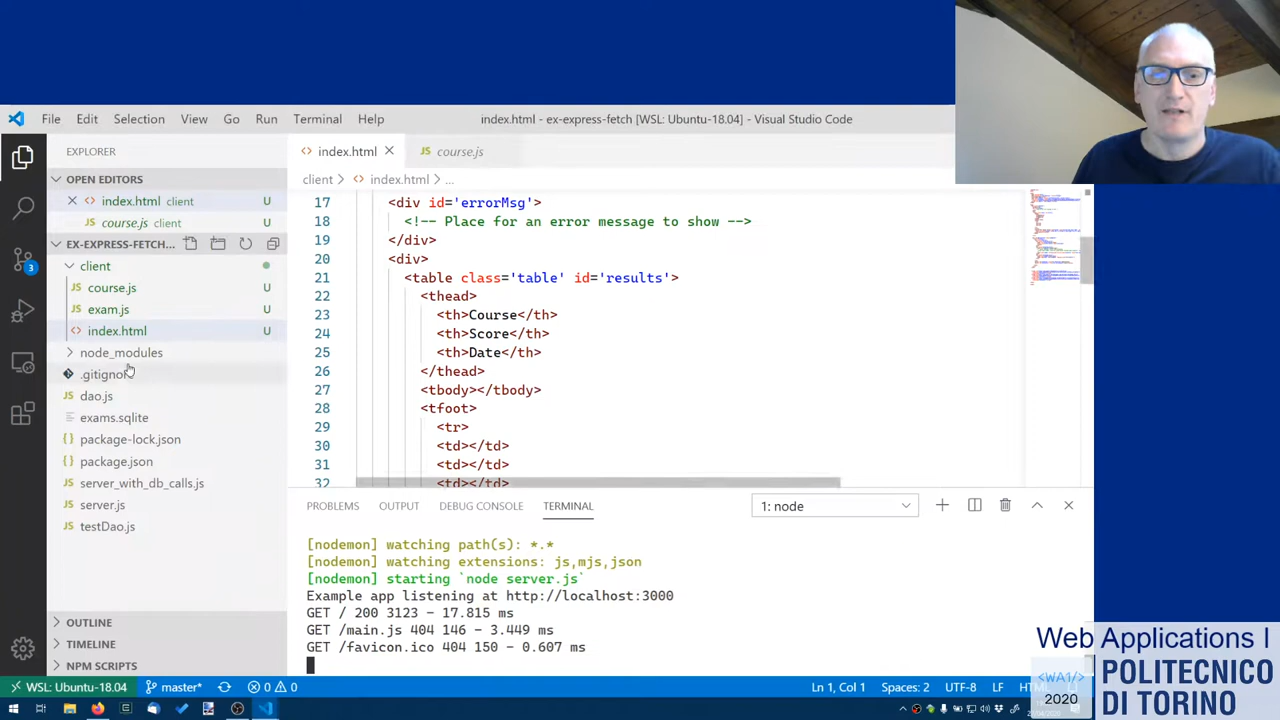 File Edit Selection View Go Run Terminal Help
index.html - ex-express-fetch [WSL: Ubuntu-18.04] - Visual Studio Code
EXPLORER
OPEN EDITORS
index.html client U
course.js client U
EX-EXPRESS-FETCH...
client
course.js U
exam.js U
index.html U
node_modules
.gitignore
dao.js
exams.sqlite
package-lock.json
package.json
server_with_db_calls.js
server.js
testDao.js
OUTLINE
TIMELINE
NPM SCRIPTS
index.html
course.js
client > index.html > ...
17 <div id='errorMsg'>
18 <!-- Place for an error message to show -->
19 </div>
20 <div>
21 <table class='table' id='results'>
22 <thead>
23 <th>Course</th>
24 <th>Score</th>
25 <th>Date</th>
26 </thead>
27 <tbody></tbody>
28 <tfoot>
29 <tr>
30 <td></td>
31 <td></td>
32 <td></td>
PROBLEMS OUTPUT DEBUG CONSOLE TERMINAL
1: node
[nodemon] watching path(s): *.*
[nodemon] watching extensions: js,mjs,json
[nodemon] starting `node server.js`
Example app listening at http://localhost:3000
GET / 200 3123 - 17.815 ms
GET /main.js 404 146 - 3.449 ms
GET /favicon.ico 404 150 - 0.607 ms
3
WSL: Ubuntu-18.04 master* 0 0
Ln 1, Col 1 Spaces: 2 UTF-8 LF
Web Applications I
<WA1/>
2020
POLITECNICO
DI TORINO